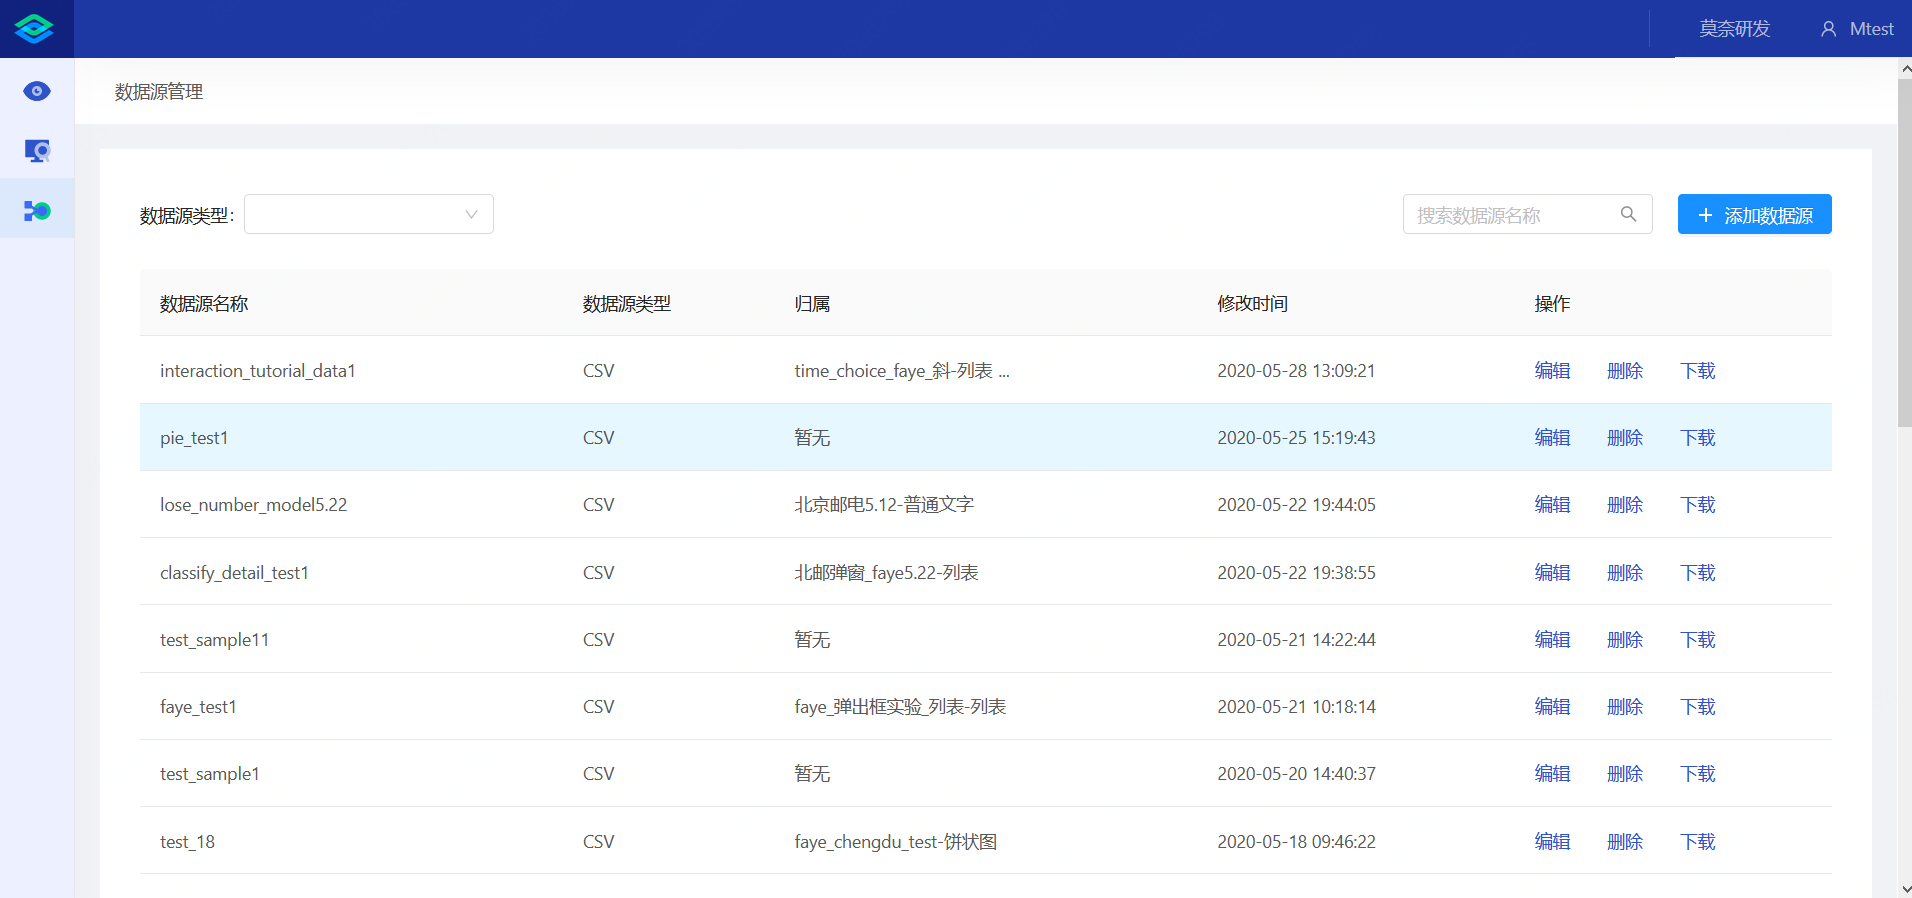 莫奈研发 Mtest
数据源管理
数据源类型: 搜索数据源名称 + 添加数据源
数据源名称 数据源类型 归属 修改时间 操作
interaction_tutorial_data1 CSV time_choice_faye_斜-列表 ... 2020-05-28 13:09:21 编辑 删除 下载
pie_test1 CSV 暂无 2020-05-25 15:19:43 编辑 删除 下载
lose_number_model5.22 CSV 北京邮电5.12-普通文字 2020-05-22 19:44:05 编辑 删除 下载
classify_detail_test1 CSV 北邮弹窗_faye5.22-列表 2020-05-22 19:38:55 编辑 删除 下载
test_sample11 CSV 暂无 2020-05-21 14:22:44 编辑 删除 下载
faye_test1 CSV faye_弹出框实验_列表-列表 2020-05-21 10:18:14 编辑 删除 下载
test_sample1 CSV 暂无 2020-05-20 14:40:37 编辑 删除 下载
test_18 CSV faye_chengdu_test-饼状图 2020-05-18 09:46:22 编辑 删除 下载